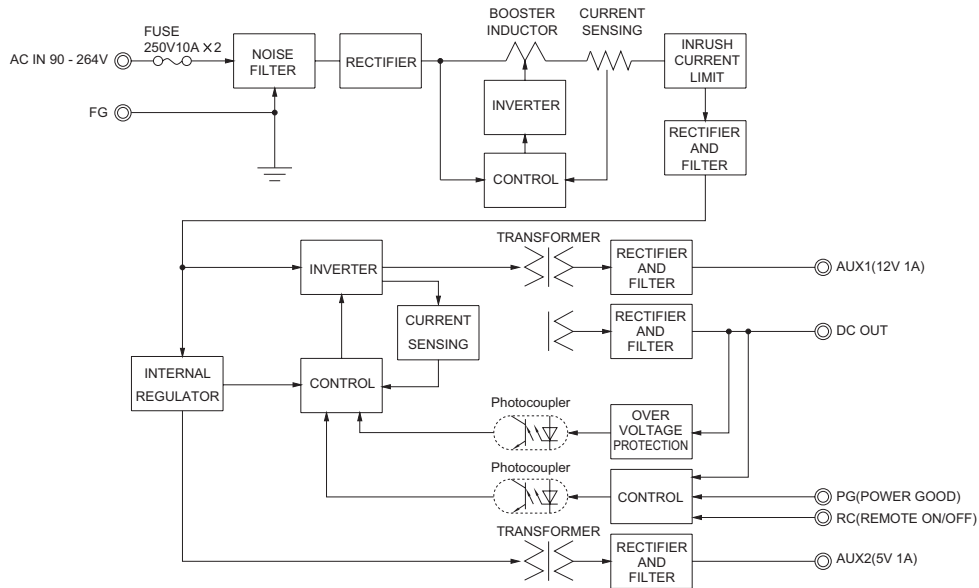 BOOSTER
INDUCTOR
CURRENT
SENSING
FUSE
250V10A×2
AC IN 90 - 264V
NOISE
FILTER
RECTIFIER
INRUSH
CURRENT
LIMIT
INVERTER
FG
RECTIFIER
AND
FILTER
CONTROL
TRANSFORMER
INVERTER
RECTIFIER
AND
FILTER
AUX1(12V 1A)
CURRENT
SENSING
RECTIFIER
AND
FILTER
DC OUT
INTERNAL
REGULATOR
CONTROL
Photocoupler
OVER
VOLTAGE
PROTECTION
Photocoupler
CONTROL
PG(POWER GOOD)
RC(REMOTE ON/OFF)
TRANSFORMER
RECTIFIER
AND
FILTER
AUX2(5V 1A)